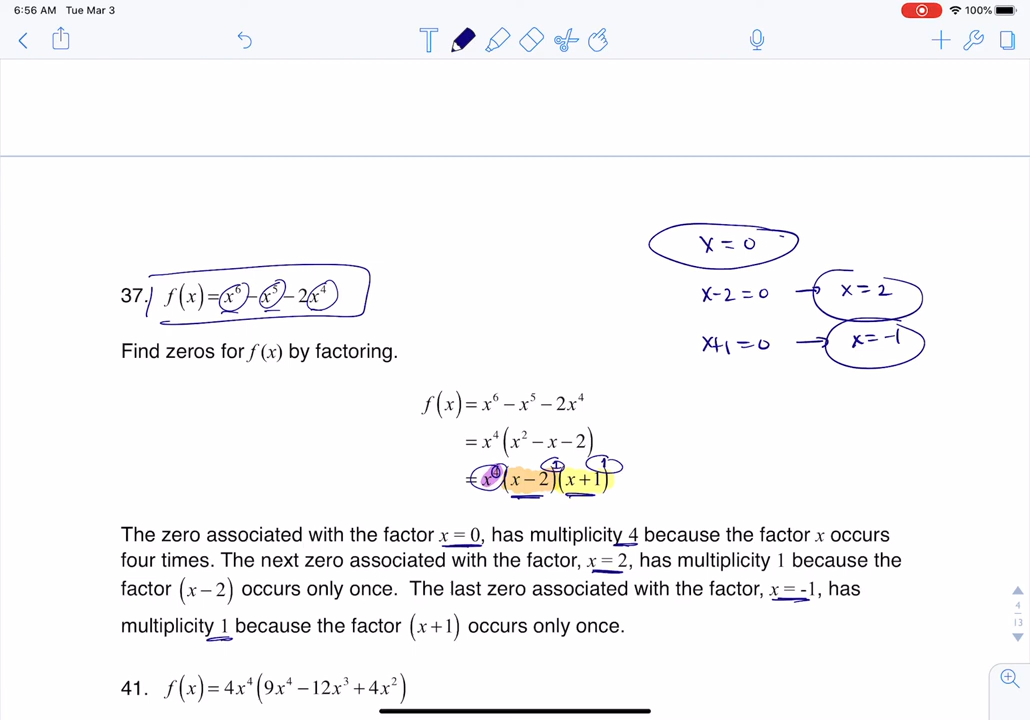 6:56 AM Tue Mar 3
100%
T
x = 0
37. f(x) = x⁶ − x⁵ − 2x⁴
x-2=0 → x = 2
x+1=0 → x = -1
Find zeros for f(x) by factoring.
f(x) = x⁶ − x⁵ − 2x⁴
= x⁴(x² − x − 2)
= x⁴(x − 2)¹(x + 1)¹
The zero associated with the factor x = 0, has multiplicity 4 because the factor x occurs
four times. The next zero associated with the factor, x = 2, has multiplicity 1 because the
factor (x − 2) occurs only once. The last zero associated with the factor, x = -1, has
multiplicity 1 because the factor (x + 1) occurs only once.
4
13
41. f(x) = 4x⁴(9x⁴ − 12x³ + 4x²)